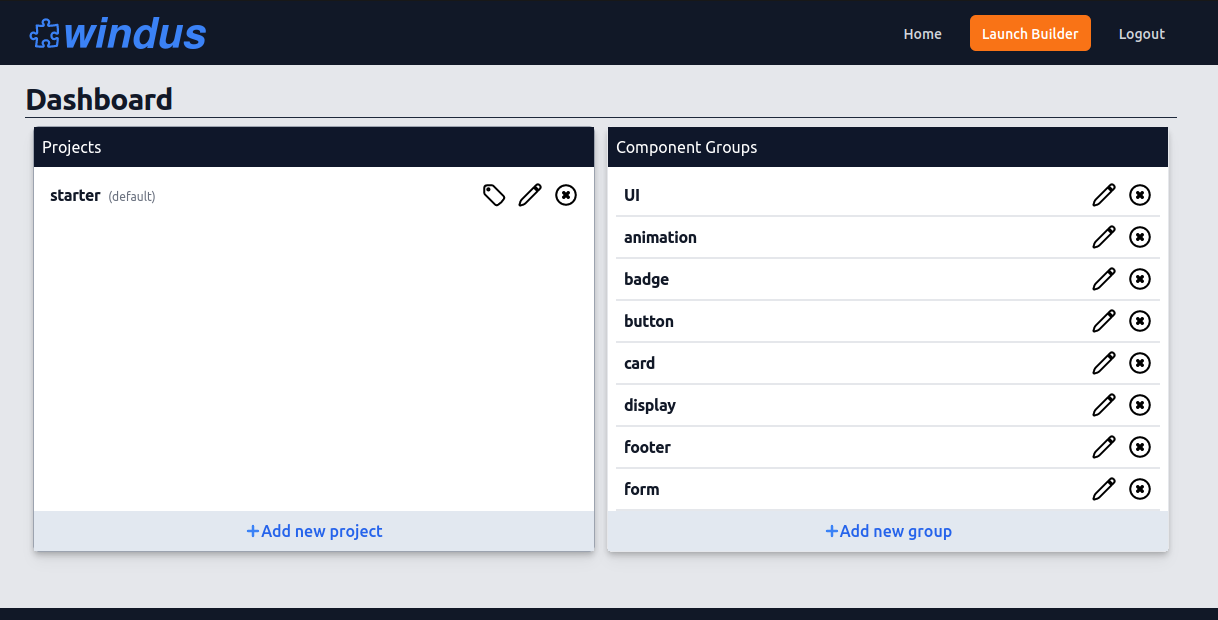 windus
Home
Launch Builder
Logout
Dashboard
Projects
starter (default)
+Add new project
Component Groups
UI
animation
badge
button
card
display
footer
form
+Add new group